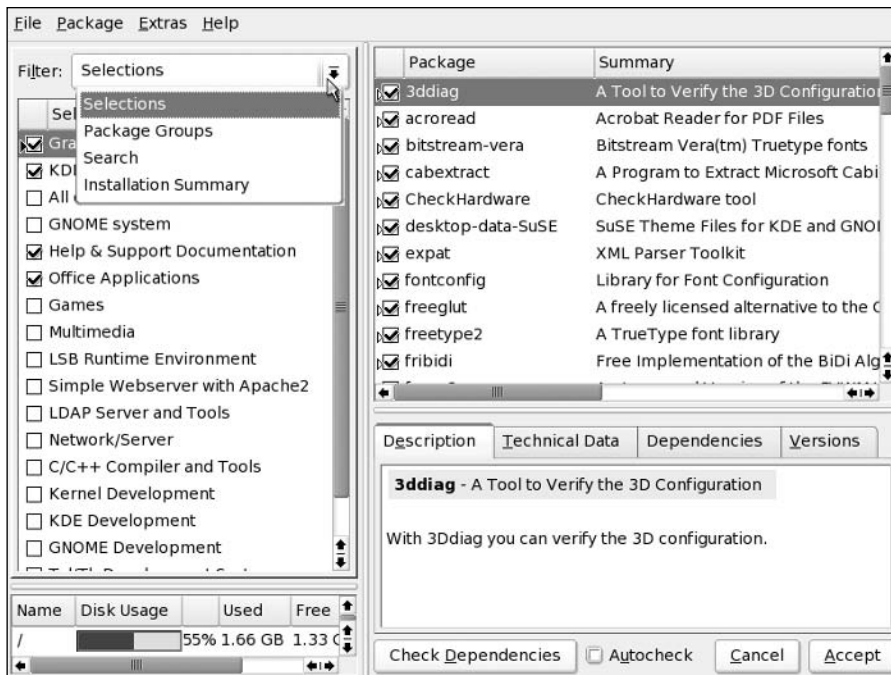 File Package Extras Help
Filter: Selections
Selections
Package Groups
Search
Installation Summary
Sel
Gra
KD
All
GNOME system
Help & Support Documentation
Office Applications
Games
Multimedia
LSB Runtime Environment
Simple Webserver with Apache2
LDAP Server and Tools
Network/Server
C/C++ Compiler and Tools
Kernel Development
KDE Development
GNOME Development
Name Disk Usage Used Free
/ 55% 1.66 GB 1.33
Package Summary
3ddiag A Tool to Verify the 3D Configuration
acroread Acrobat Reader for PDF Files
bitstream-vera Bitstream Vera(tm) Truetype fonts
cabextract A Program to Extract Microsoft Cabi
CheckHardware CheckHardware tool
desktop-data-SuSE SuSE Theme Files for KDE and GNO
expat XML Parser Toolkit
fontconfig Library for Font Configuration
freeglut A freely licensed alternative to the
freetype2 A TrueType font library
fribidi Free Implementation of the BiDi Alg
Description Technical Data Dependencies Versions
3ddiag - A Tool to Verify the 3D Configuration
With 3Ddiag you can verify the 3D configuration.
Check Dependencies Autocheck Cancel Accept